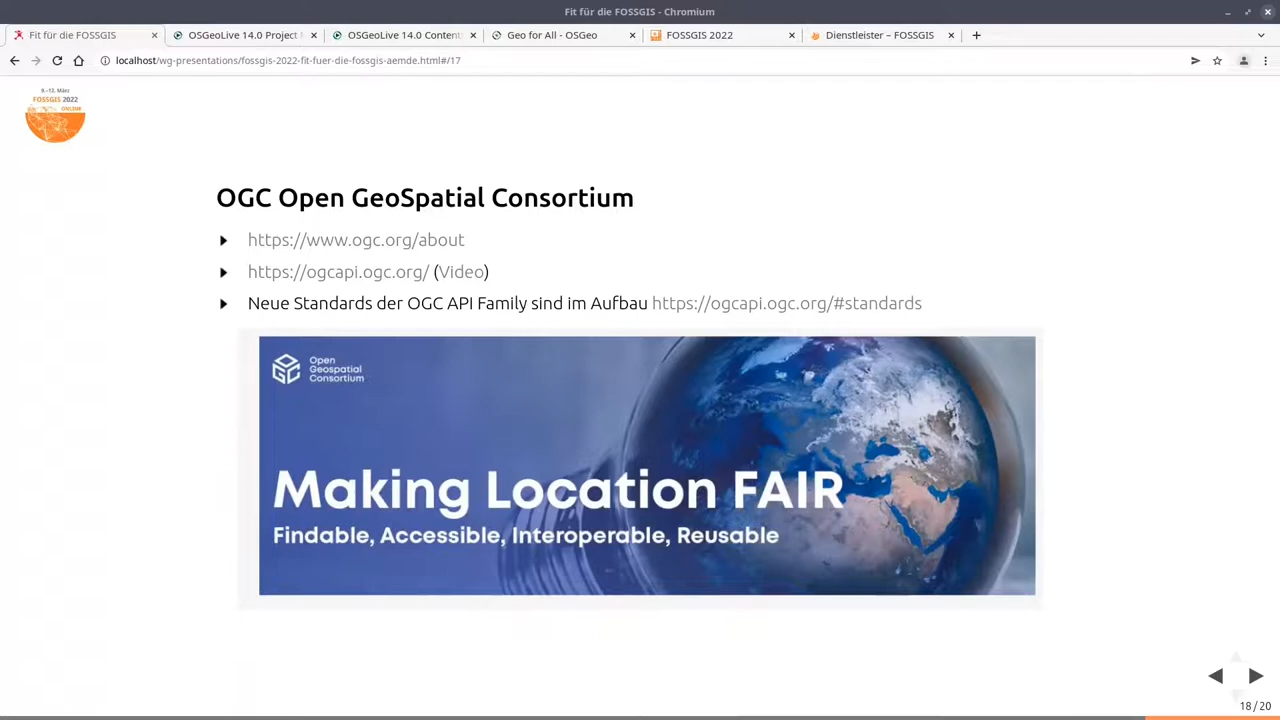 Fit für die FOSSGIS - Chromium
Fit für die FOSSGIS
OSGeoLive 14.0 Project M
OSGeoLive 14.0 Content
Geo for All - OSGeo
FOSSGIS 2022
Dienstleister – FOSSGIS
localhost/wg-presentations/fossgis-2022-fit-fuer-die-fossgis-aemde.html#/17
9.–12. März
FOSSGIS 2022
ONLINE
OGC Open GeoSpatial Consortium
https://www.ogc.org/about
https://ogcapi.ogc.org/ (Video)
Neue Standards der OGC API Family sind im Aufbau https://ogcapi.ogc.org/#standards
Open
Geospatial
Consortium
Making Location FAIR
Findable, Accessible, Interoperable, Reusable
18 / 20